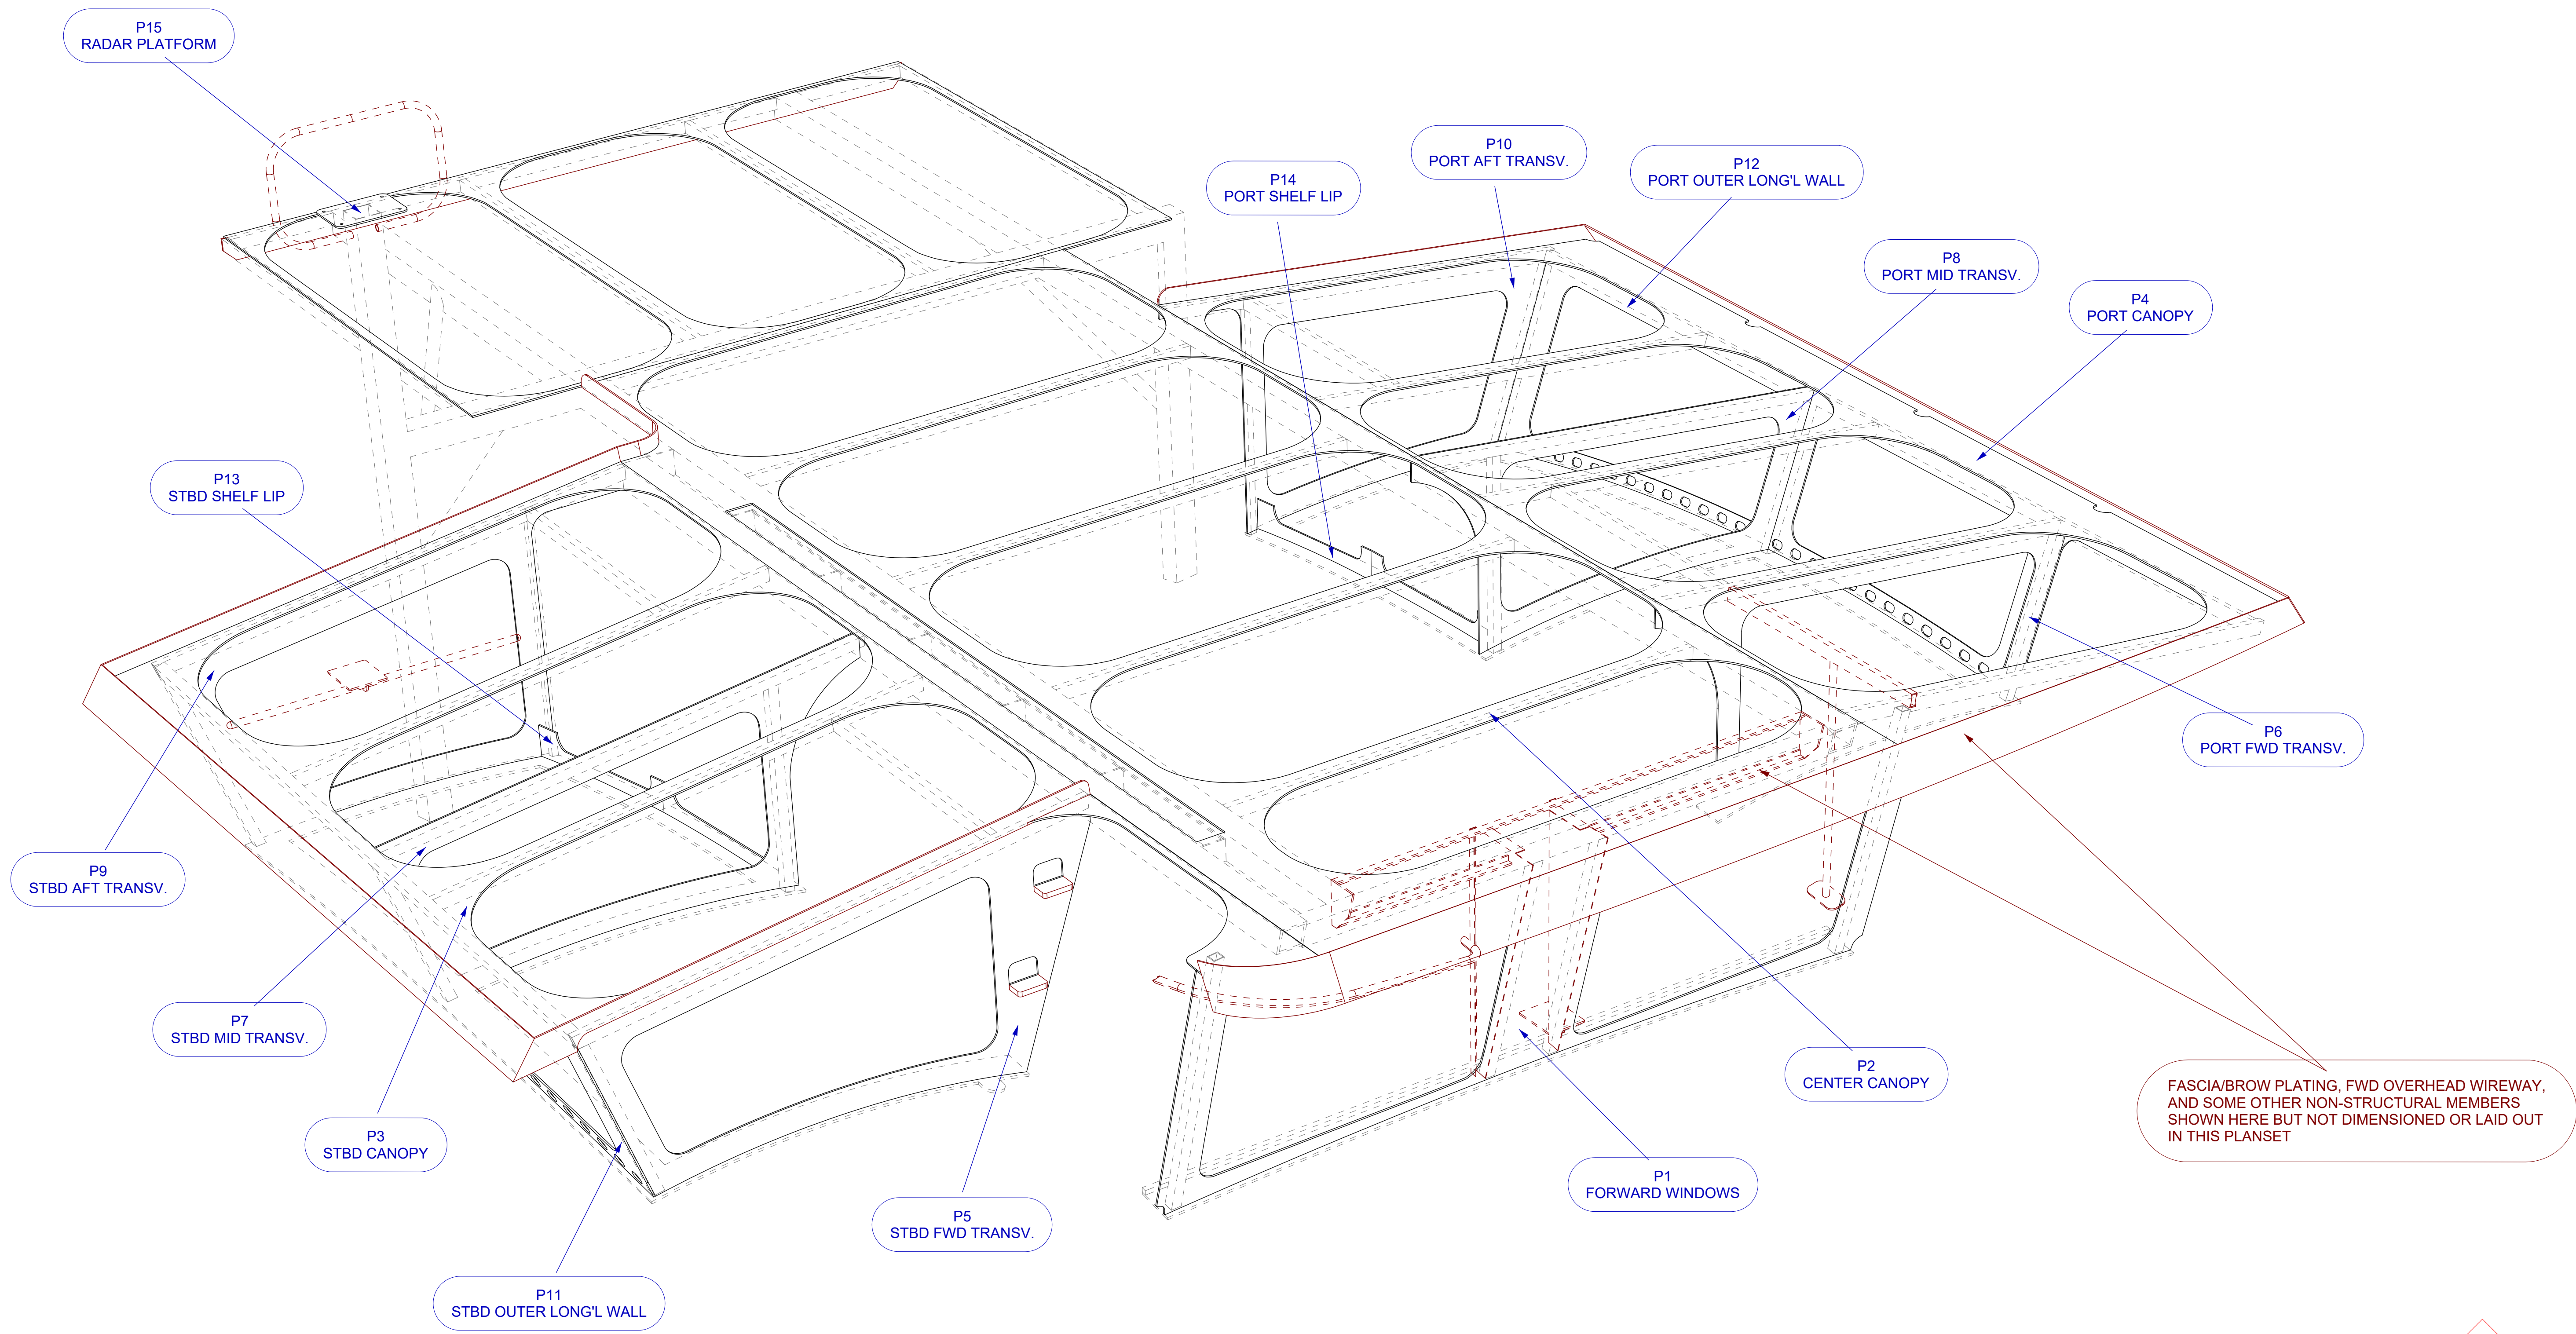 P15
RADAR PLATFORM
P10
PORT AFT TRANSV.
P12
PORT OUTER LONG'L WALL
P14
PORT SHELF LIP
P8
PORT MID TRANSV.
P4
PORT CANOPY
P13
STBD SHELF LIP
P6
PORT FWD TRANSV.
P9
STBD AFT TRANSV.
P7
STBD MID TRANSV.
P2
CENTER CANOPY
FASCIA/BROW PLATING, FWD OVERHEAD WIREWAY,
AND SOME OTHER NON-STRUCTURAL MEMBERS
SHOWN HERE BUT NOT DIMENSIONED OR LAID OUT
IN THIS PLANSET
P3
STBD CANOPY
P1
FORWARD WINDOWS
P5
STBD FWD TRANSV.
P11
STBD OUTER LONG'L WALL